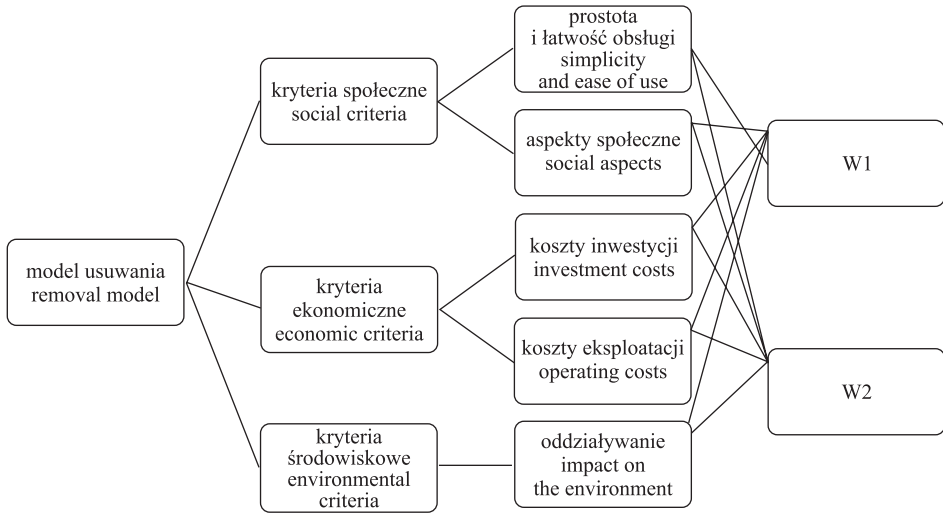 model usuwania
removal model
kryteria społeczne
social criteria
kryteria
ekonomiczne
economic criteria
kryteria
środowiskowe
environmental
criteria
prostota
i łatwość obsługi
simplicity
and ease of use
aspekty społeczne
social aspects
koszty inwestycji
investment costs
koszty eksploatacji
operating costs
oddziaływanie
impact on
the environment
W1
W2